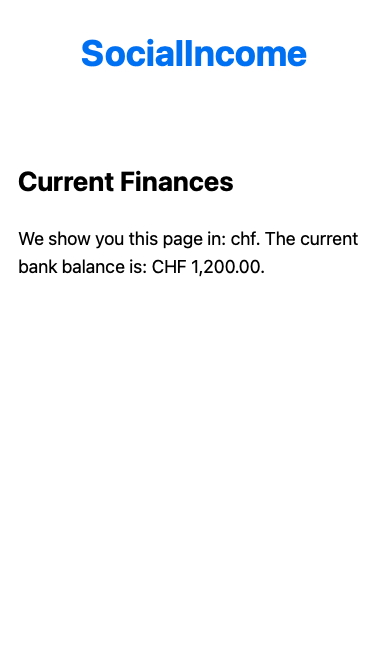 SocialIncome
Current Finances
We show you this page in: chf. The current
bank balance is: CHF 1,200.00.